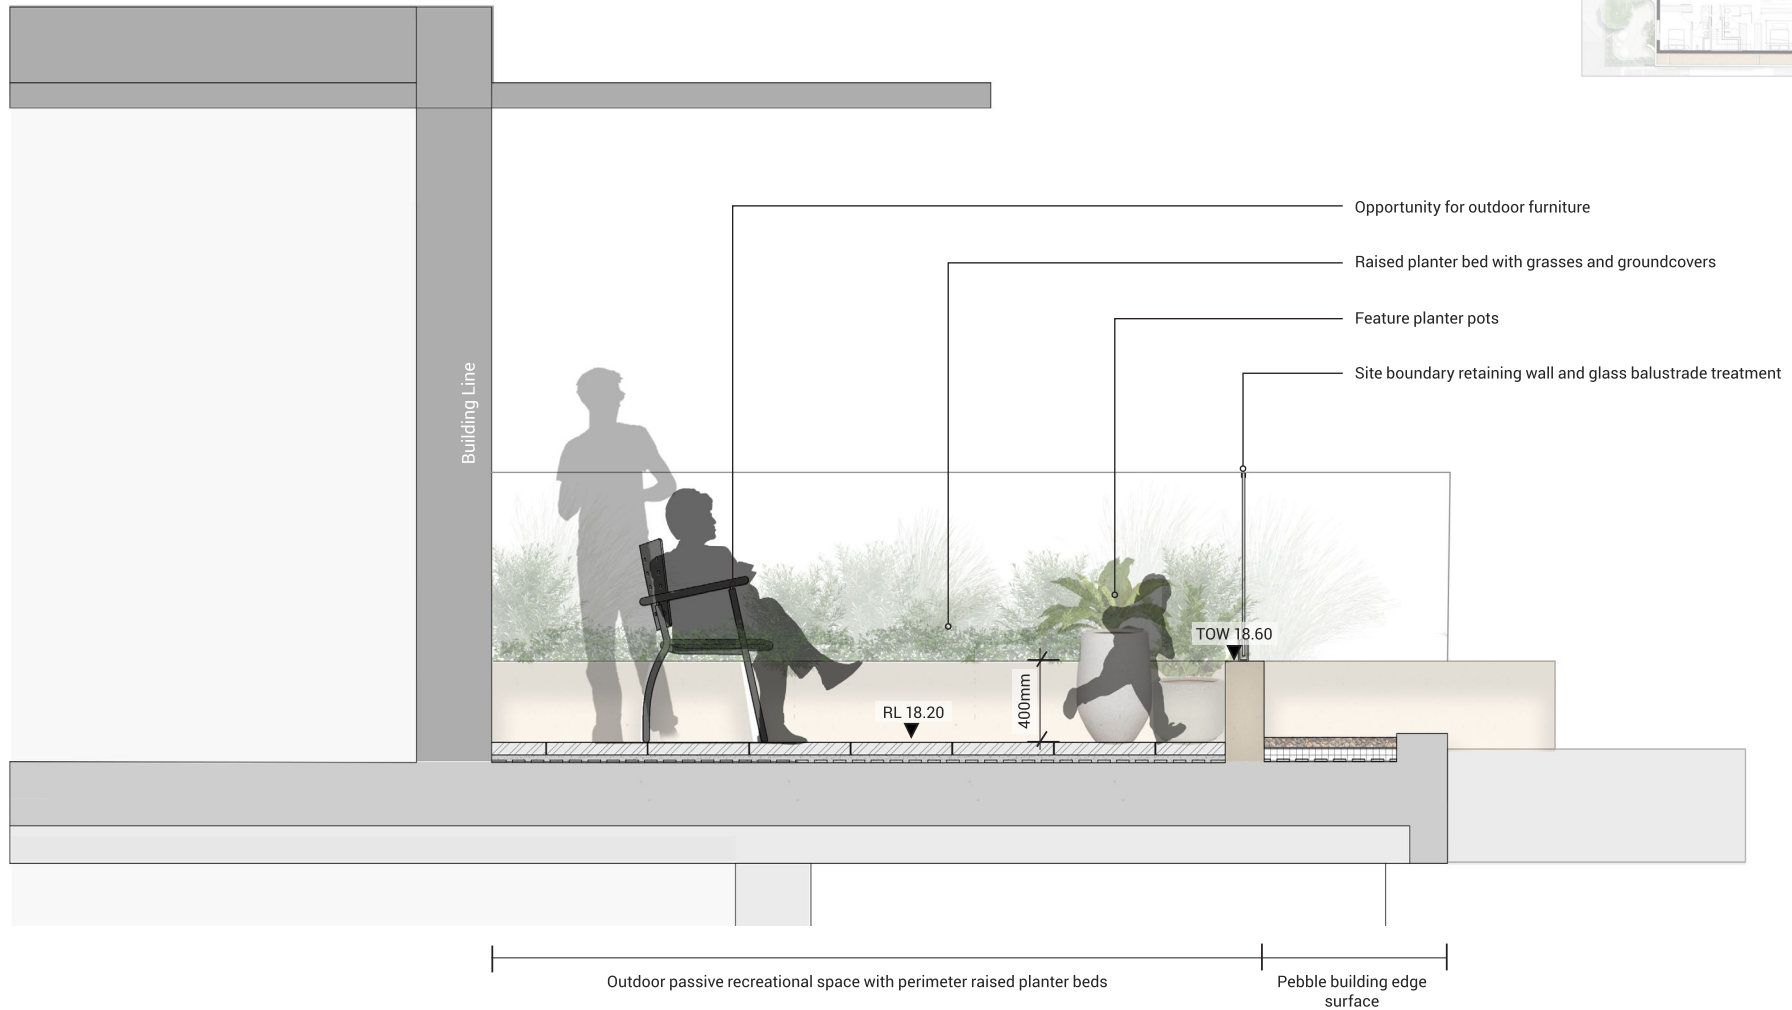 Opportunity for outdoor furniture
Raised planter bed with grasses and groundcovers
Feature planter pots
Site boundary retaining wall and glass balustrade treatment
Building Line
TOW 18.60
400mm
RL 18.20
Outdoor passive recreational space with perimeter raised planter beds
Pebble building edge
surface